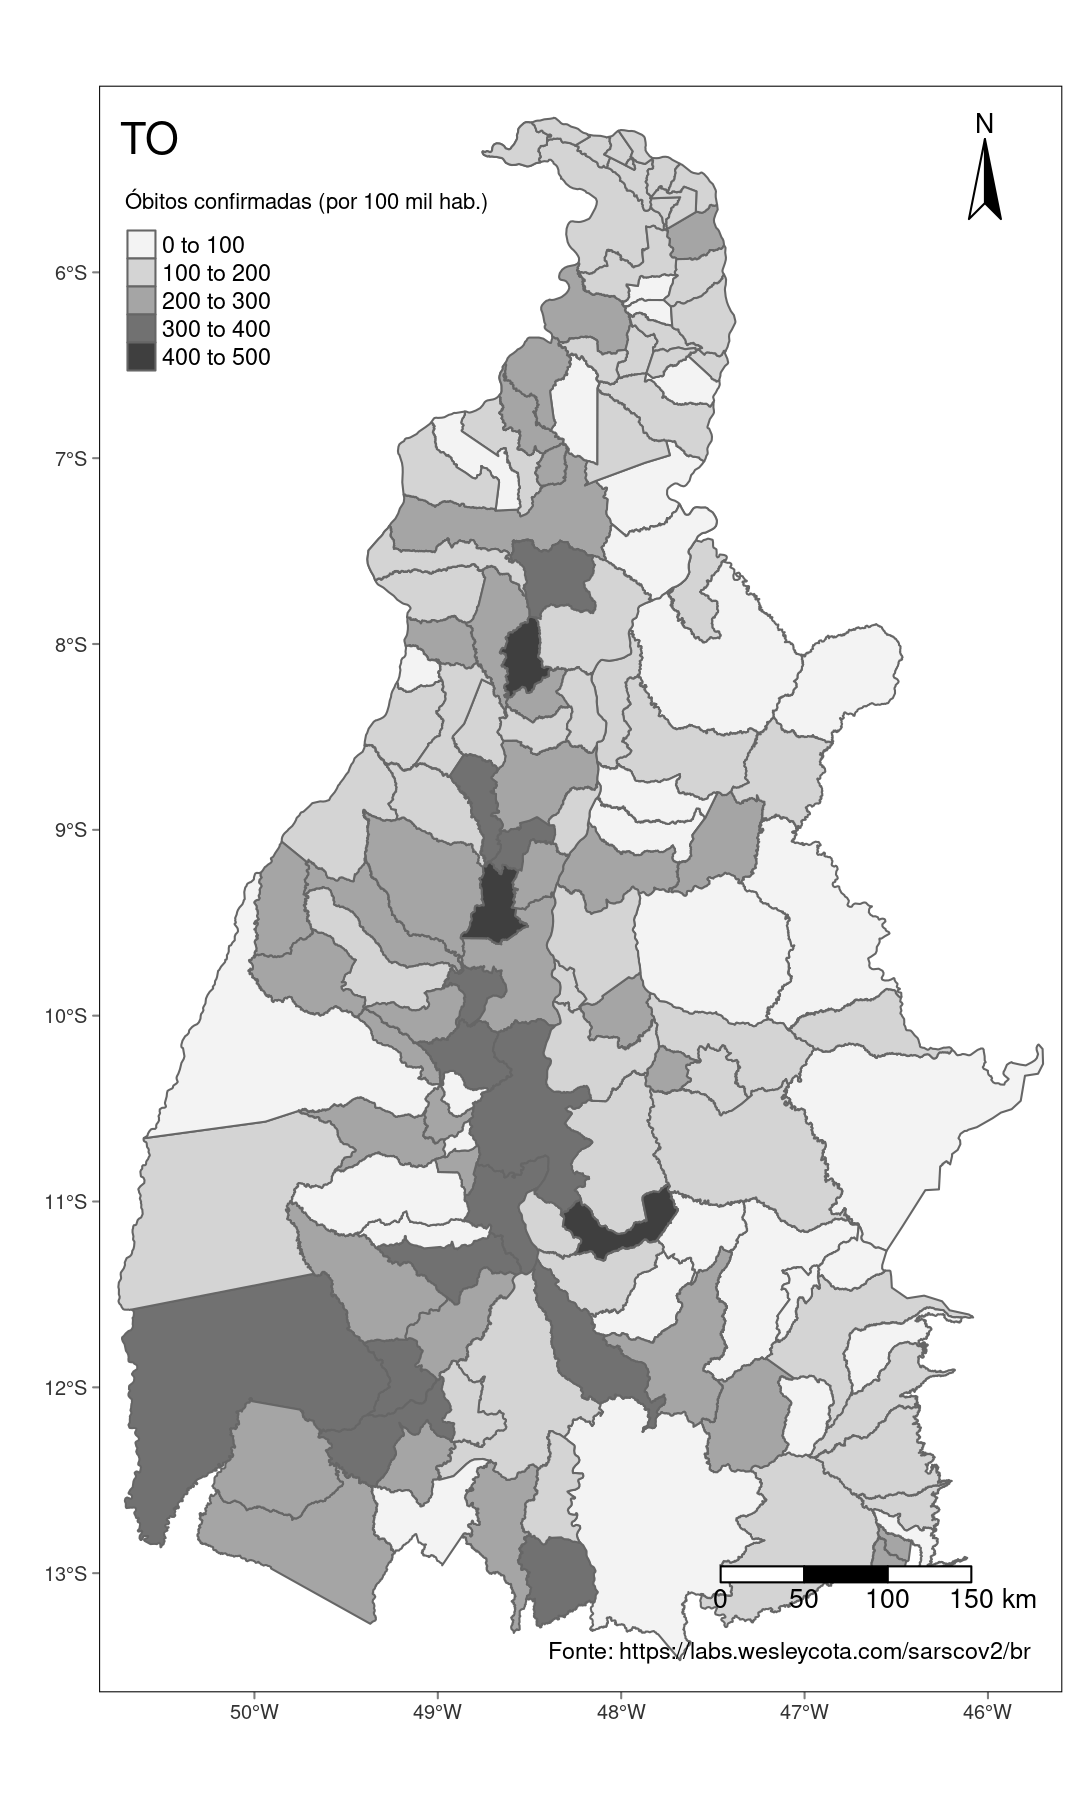 TO
N
Óbitos confirmadas (por 100 mil hab.)
0 to 100
100 to 200
200 to 300
300 to 400
400 to 500
6°S
7°S
8°S
9°S
10°S
11°S
12°S
13°S
0 50 100 150 km
Fonte: https://labs.wesleycota.com/sarscov2/br
50°W 49°W 48°W 47°W 46°W